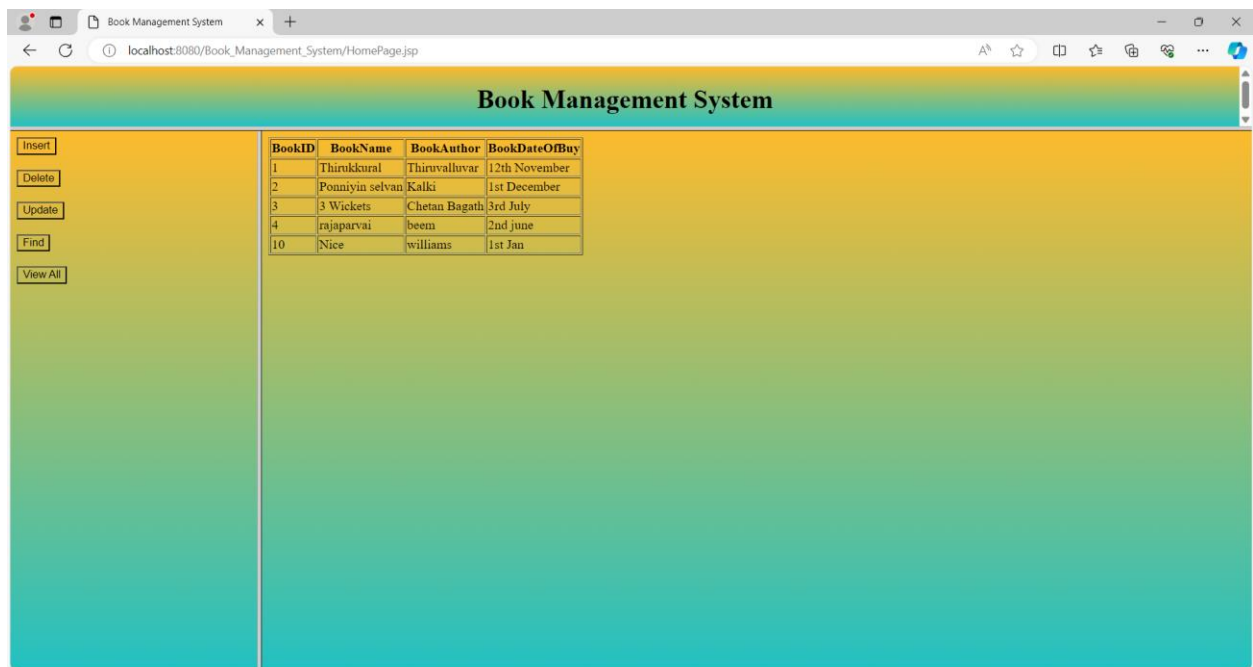 Book Management System
localhost:8080/Book_Management_System/HomePage.jsp
Book Management System
Insert
Delete
Update
Find
View All
BookID BookName BookAuthor BookDateOfBuy
1 Thirukkural Thiruvalluvar 12th November
2 Ponniyin selvan Kalki 1st December
3 3 Wickets Chetan Bagath 3rd July
4 rajaparvai beem 2nd june
10 Nice williams 1st Jan